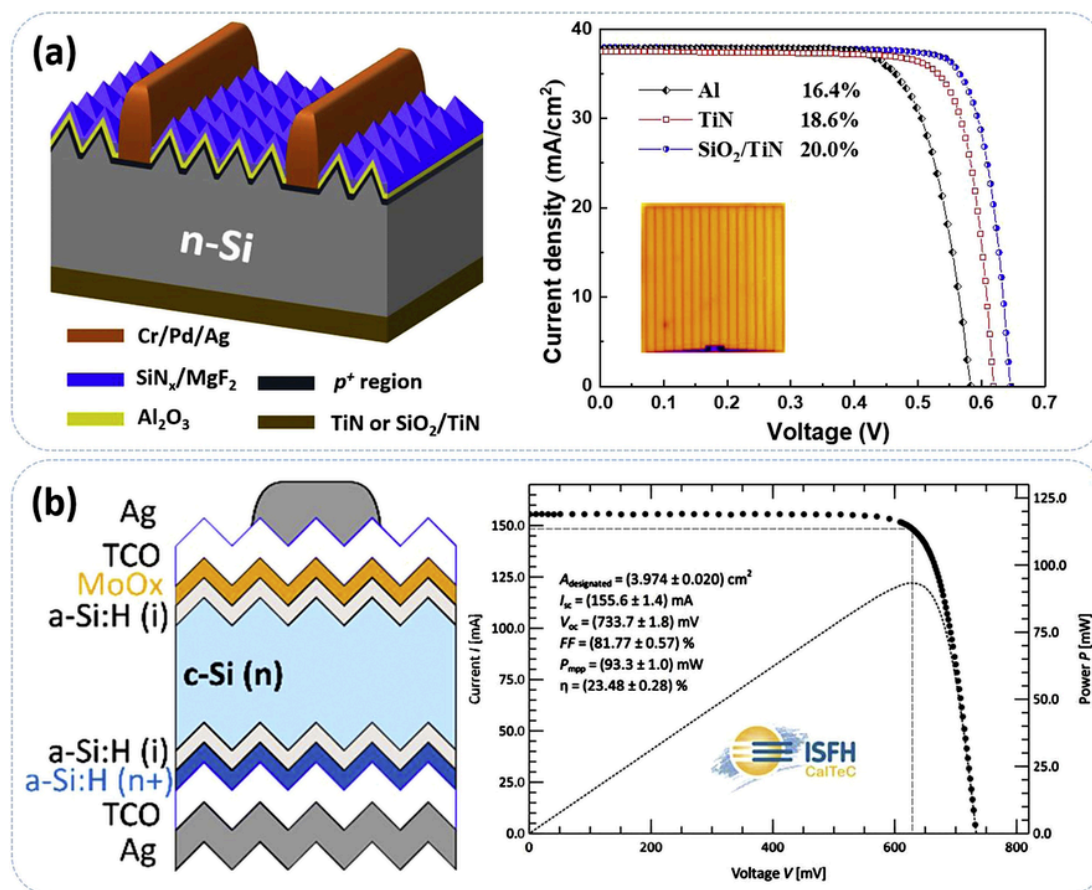 (a)
n-Si
Cr/Pd/Ag
SiNx/MgF2
p+ region
Al2O3
TiN or SiO2/TiN
Current density (mA/cm2)
40
30
20
10
0
Al 16.4%
TiN 18.6%
SiO2/TiN 20.0%
0.0 0.1 0.2 0.3 0.4 0.5 0.6 0.7
Voltage (V)
(b)
Ag
TCO
MoOx
a-Si:H (i)
c-Si (n)
a-Si:H (i)
a-Si:H (n+)
TCO
Ag
Current I [mA]
150.0
125.0
100.0
75.0
50.0
25.0
0.0
Adesignated = (3.974 ± 0.020) cm2
Isc = (155.6 ± 1.4) mA
Voc = (733.7 ± 1.8) mV
FF = (81.77 ± 0.57) %
Pmpp = (93.3 ± 1.0) mW
η = (23.48 ± 0.28) %
ISFH
CalTeC
125.0
100.0
75.0
50.0
25.0
0.0
Power P [mW]
0 200 400 600 800
Voltage V [mV]